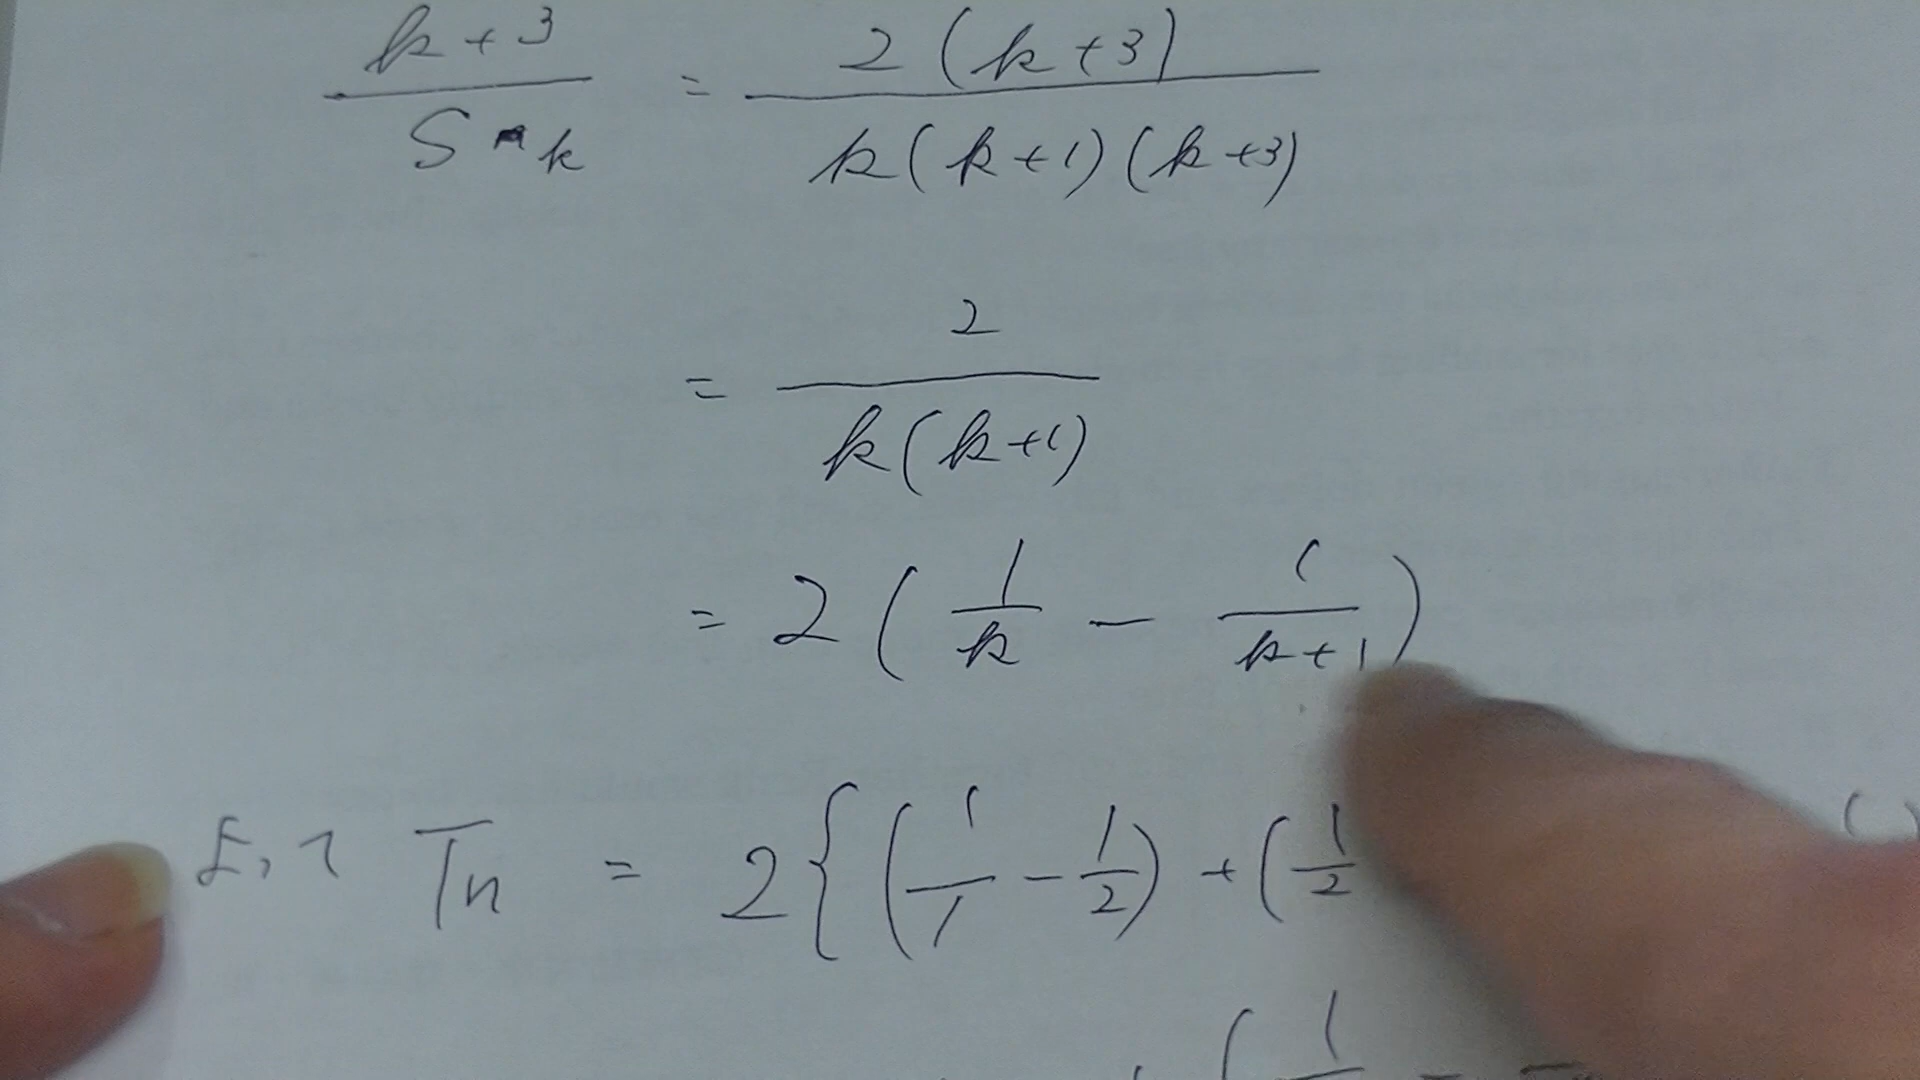 k+3 / S k = 2(k+3) / k(k+1)(k+3)
= 2 / k(k+1)
= 2(1/k - 1/k+1)
よって Tn = 2{(1/1 - 1/2) + (1/2